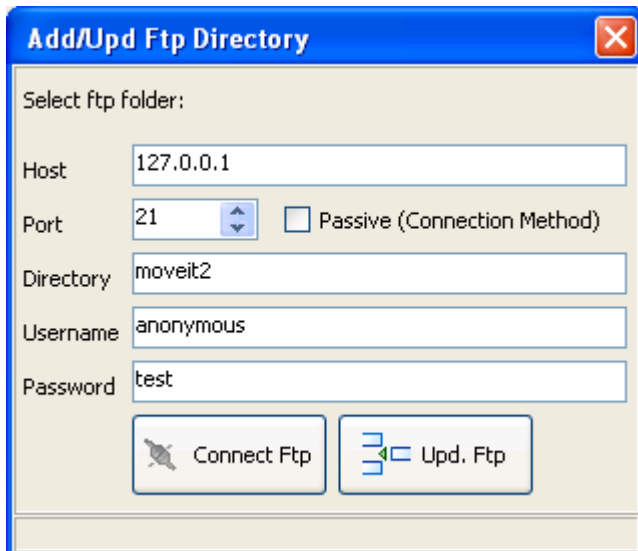 Add/Upd Ftp Directory
Select ftp folder:
Host 127.0.0.1
Port 21 Passive (Connection Method)
Directory moveit2
Username anonymous
Password test
Connect Ftp Upd. Ftp